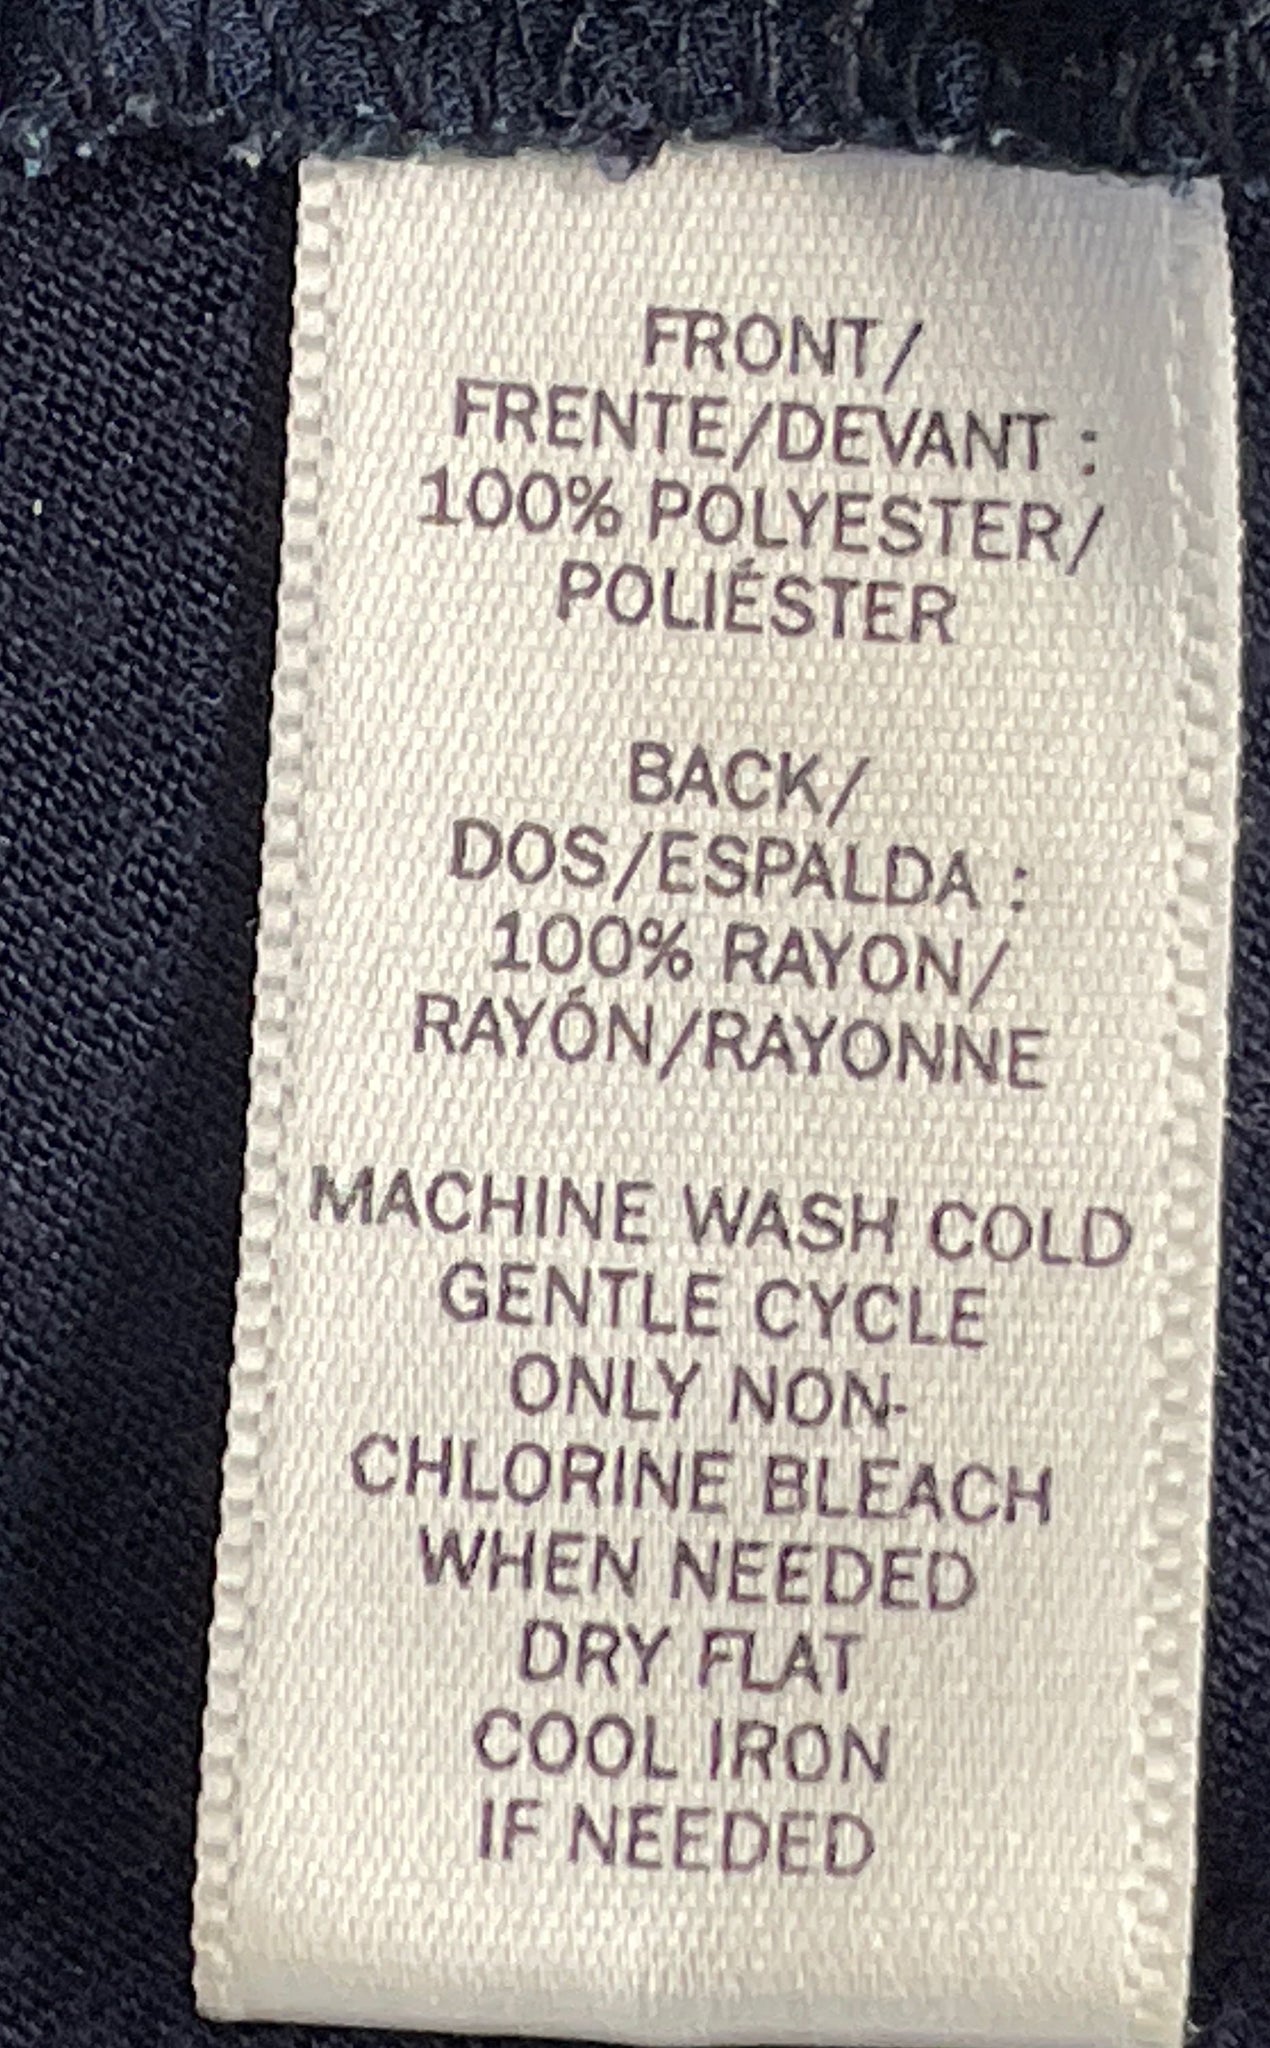 FRONT/
FRENTE/DEVANT :
100% POLYESTER/
POLIÉSTER
BACK/
DOS/ESPALDA :
100% RAYON/
RAYÓN/RAYONNE
MACHINE WASH COLD
GENTLE CYCLE
ONLY NON-
CHLORINE BLEACH
WHEN NEEDED
DRY FLAT
COOL IRON
IF NEEDED